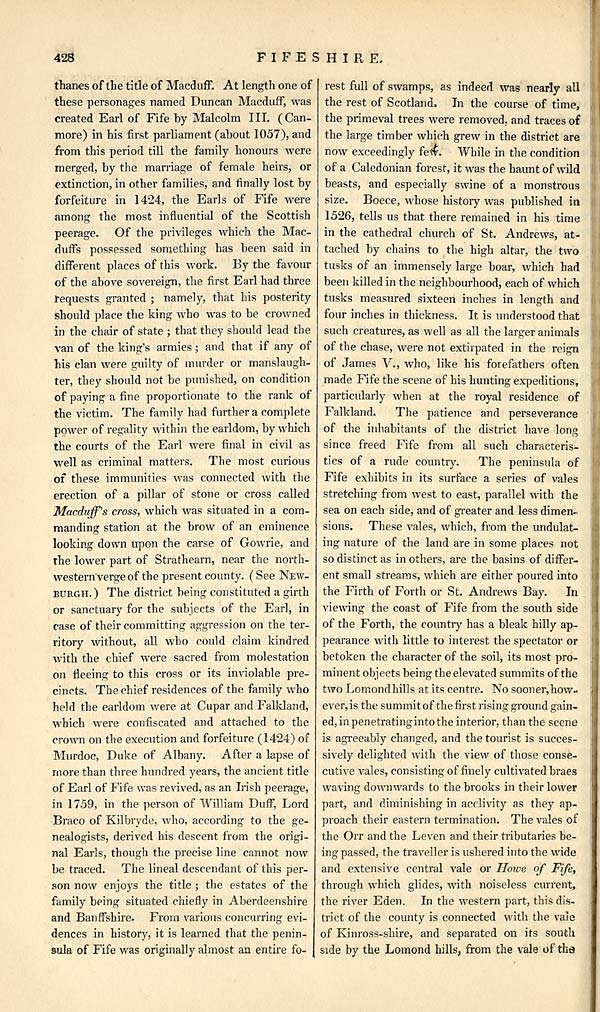 428
FIFESHIRE.
thanes of the title of Macduff. At length one of
these personages named Duncan Macduff, was
created Earl of Fife by Malcolm III. (Can-
more) in his first parliament (about 1057), and
from this period till the family honours were
merged, by the marriage of female heirs, or
extinction, in other families, and finally lost by
forfeiture in 1424, the Earls of Fife were
among the most influential of the Scottish
peerage. Of the privileges which the Mac-
duffs possessed something has been said in
different places of this work. By the favour
of the above sovereign, the first Earl had three
requests granted ; namely, that his posterity
should place the king who was to be crowned
in the chair of state ; that they should lead the
van of the king's armies ; and that if any of
his clan were guilty of murder or manslaugh-
ter, they should not be punished, on condition
of paying a fine proportionate to the rank of
the victim. The family had further a complete
power of regality within the earldom, by which
the courts of the Earl were final in civil as
well as criminal matters. The most curious
of these immunities was connected with the
erection of a pillar of stone or cross called
Macduff's cross, which was situated in a com-
manding station at the brow of an eminence
looking down upon the carse of Gowrie, and
the lower part of Strathearn, near the north-
western verge of the present county. (See NEW-
BURGH.) The district being constituted a girth
or sanctuary for the subjects of the Earl, in
case of their committing aggression on the ter-
ritory without, all who could claim kindred
with the chief were sacred from molestation
on fleeing to this cross or its inviolable pre-
cincts. The chief residences of the family who
held the earldom were at Cupar and Falkland,
which were confiscated and attached to the
crown on the execution and forfeiture (1424) of
Murdoc, Duke of Albany. After a lapse of
more than three hundred years, the ancient title
of Earl of Fife was revived, as an Irish peerage,
in 1759, in the person of William Duff, Lord
Braco of Kilbryde, who, according to the ge-
nealogists, derived his descent from the origi-
nal Earls, though the precise line cannot now
be traced. The lineal descendant of this per-
son now enjoys the title ; the estates of the
family being situated chiefly in Aberdeenshire
and Banffshire. From various concurring evi-
dences in history, it is learned that the penin-
sula of Fife was originally almost an entire fo-
rest full of swamps, as indeed was nearly all
the rest of Scotland. In the course of time,
the primeval trees were removed, and traces of
the large timber which grew in the district are
now exceedingly few. While in the condition
of a Caledonian forest, it was the haunt of wild
beasts, and especially swine of a monstrous
size. Boece, whose history was published in
1526, tells us that there remained in his time
in the cathedral church of St. Andrews, at-
tached by chains to the high altar, the two
tusks of an immensely large boar, which had
been killed in the neighbourhood, each of which
tusks measured sixteen inches in length and
four inches in thickness. It is understood that
such creatures, as well as all the larger animals
of the chase, were not extirpated in the reign
of James V., who, like his forefathers often
made Fife the scene of his hunting expeditions,
particularly when at the royal residence of
Falkland. The patience and perseverance
of the inhabitants of the district have long
since freed Fife from all such characteris-
tics of a rude country. The peninsula of
Fife exhibits in its surface a series of vales
stretching from west to east, parallel with the
sea on each side, and of greater and less dimen-
sions. These vales, which, from the undulat-
ing nature of the land are in some places not
so distinct as in others, are the basins of differ-
ent small streams, which are either poured into
the Firth of Forth or St. Andrews Bay. In
viewing the coast of Fife from the south side
of the Forth, the country has a bleak hilly ap-
pearance with little to interest the spectator or
betoken the character of the soil, its most pro-
minent objects being the elevated summits of the
two Lomond hills at its centre. No sooner, how-
ever, is the summit of the first rising ground gain-
ed, in penetrating into the interior, than the scene
is agreeably changed, and the tourist is succes-
sively delighted with the view of those conse-
cutive vales, consisting of finely cultivated braes
waving downwards to the brooks in their lower
part, and diminishing in acclivity as they ap-
proach their eastern termination. The vales of
the Orr and the Leven and their tributaries be-
ing passed, the traveller is ushered into the wide
and extensive central vale or Howe of Fife,
through which glides, with noiseless current,
the river Eden. In the western part, this dis-
trict of the county is connected with the vale
of Kinross-shire, and separated on its south
side by the Lomond hills, from the vale of the